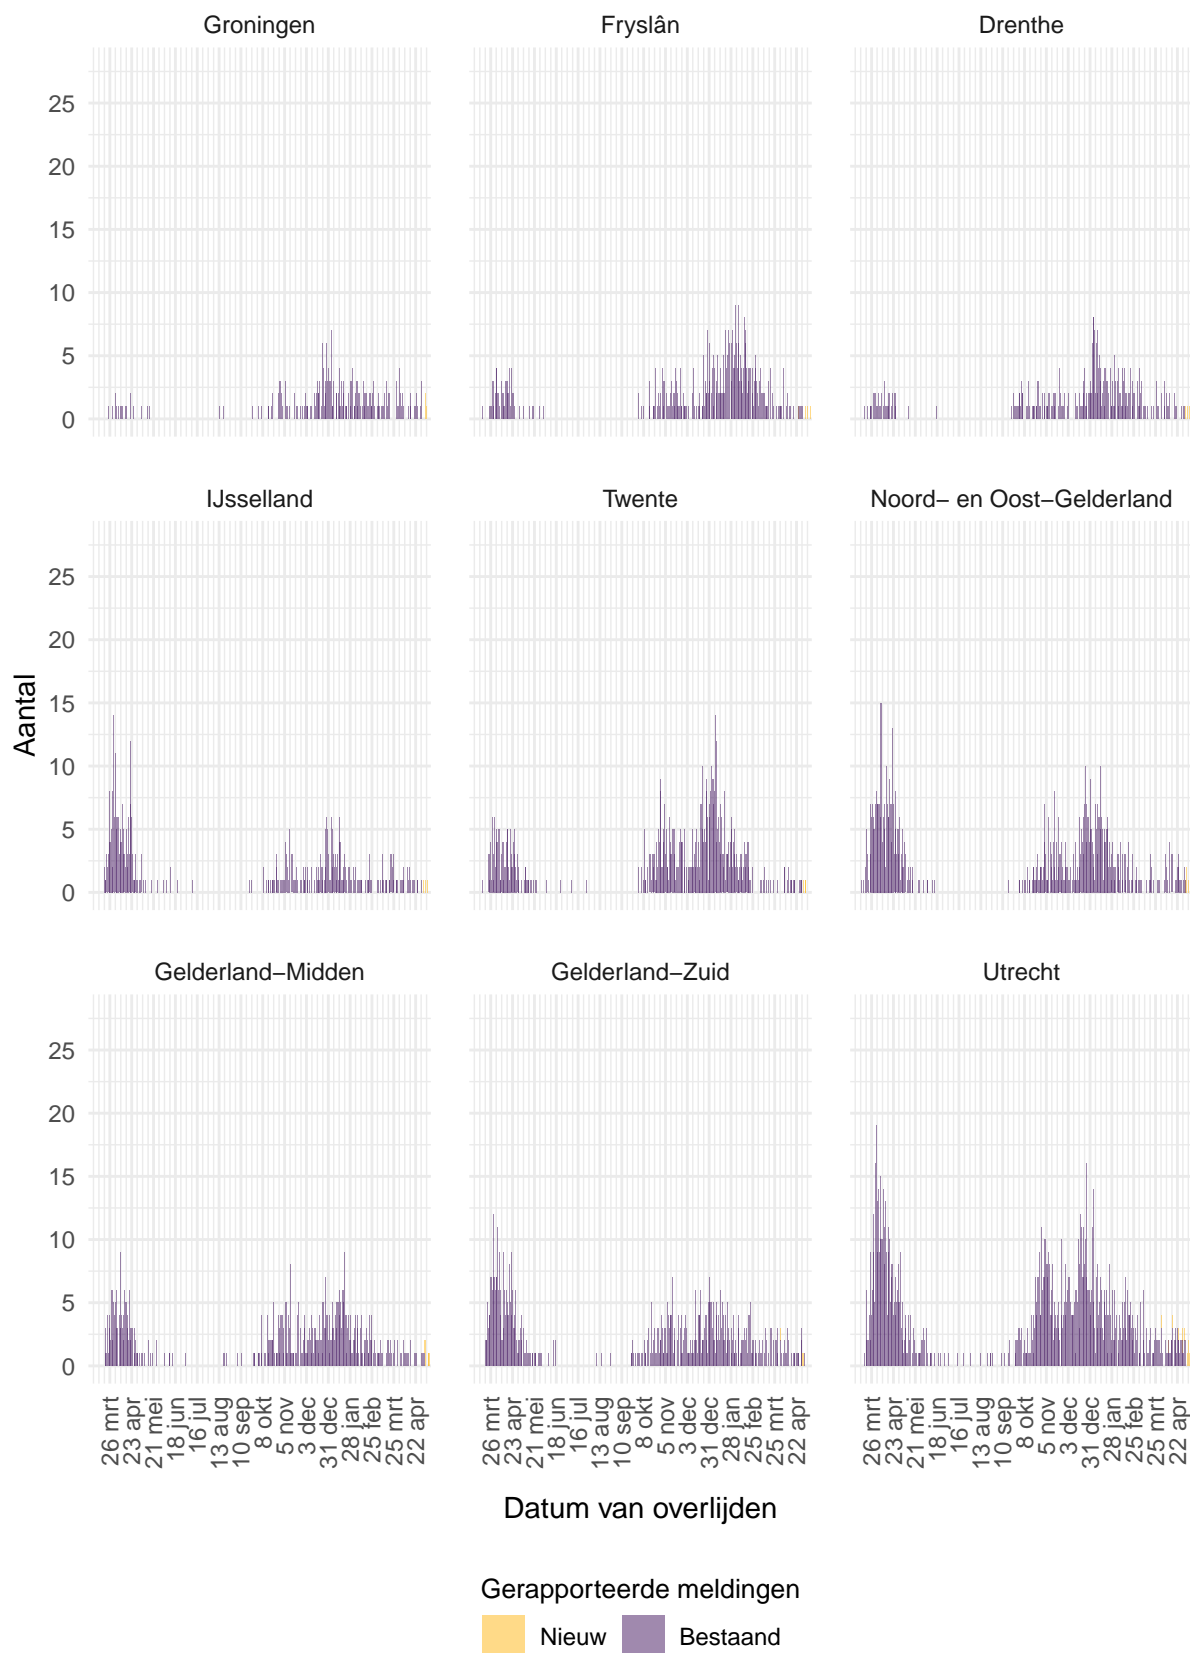 Groningen Fryslân Drenthe
25
20
15
10
5
0
IJsselland Twente Noord− en Oost−Gelderland
25
20
15
10
5
0
Aantal
Gelderland−Midden Gelderland−Zuid Utrecht
25
20
15
10
5
0
26 mrt 23 apr 21 mei 18 jun 16 jul 13 aug 10 sep 8 okt 5 nov 3 dec 31 dec 28 jan 25 feb 25 mrt 22 apr
26 mrt 23 apr 21 mei 18 jun 16 jul 13 aug 10 sep 8 okt 5 nov 3 dec 31 dec 28 jan 25 feb 25 mrt 22 apr
26 mrt 23 apr 21 mei 18 jun 16 jul 13 aug 10 sep 8 okt 5 nov 3 dec 31 dec 28 jan 25 feb 25 mrt 22 apr
Datum van overlijden
Gerapporteerde meldingen
Nieuw Bestaand